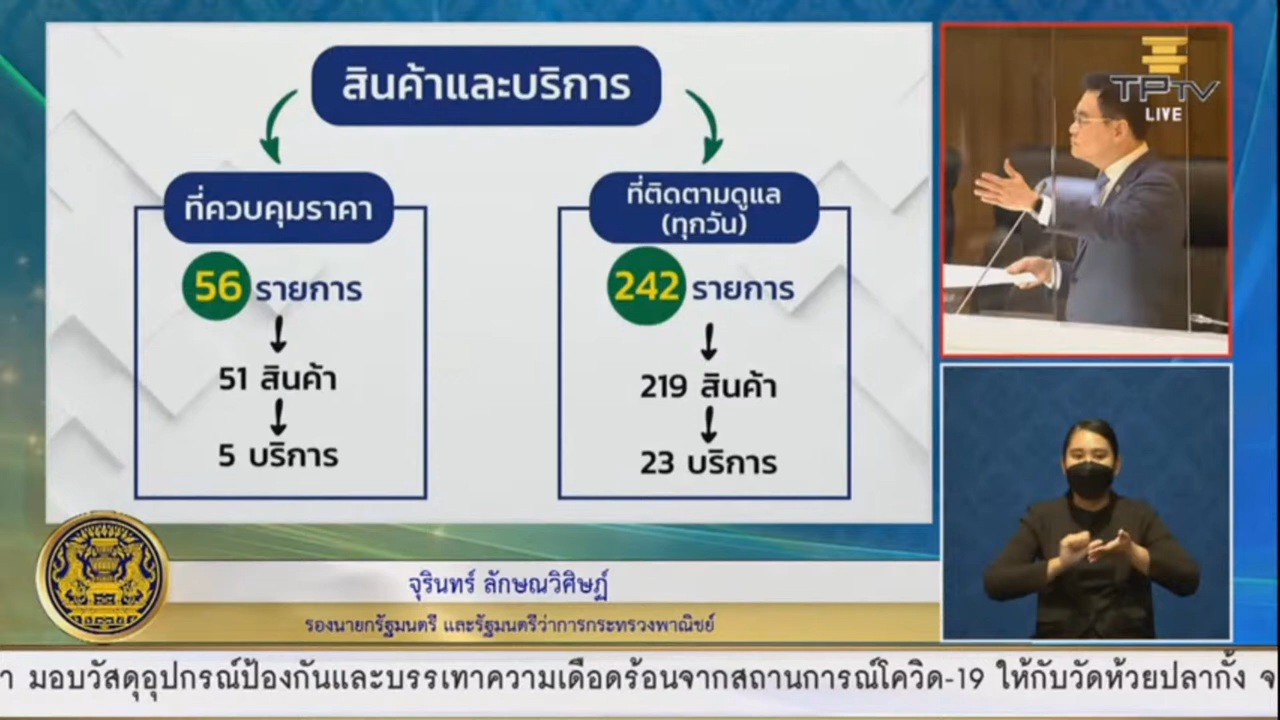 สินค้าและบริการ
ที่ควบคุมราคา
56 รายการ
51 สินค้า
5 บริการ
ที่ติดตามดูแล
(ทุกวัน)
242 รายการ
219 สินค้า
23 บริการ
TPTV
LIVE
จุรินทร์ ลักษณวิศิษฏ์
รองนายกรัฐมนตรี และรัฐมนตรีว่าการกระทรวงพาณิชย์
า มอบวัสดุอุปกรณ์ป้องกันและบรรเทาความเดือดร้อนจากสถานการณ์โควิด-19 ให้กับวัดห้วยปลากั้ง จ